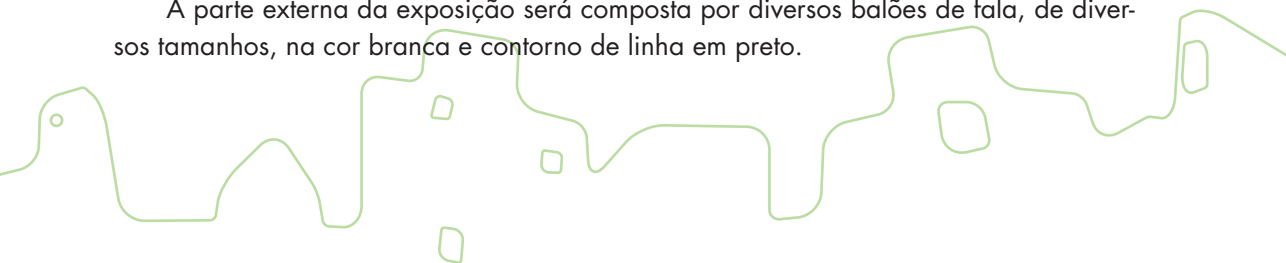 A parte externa da exposição será composta por diversos balões de fala, de diver-
sos tamanhos, na cor branca e contorno de linha em preto.